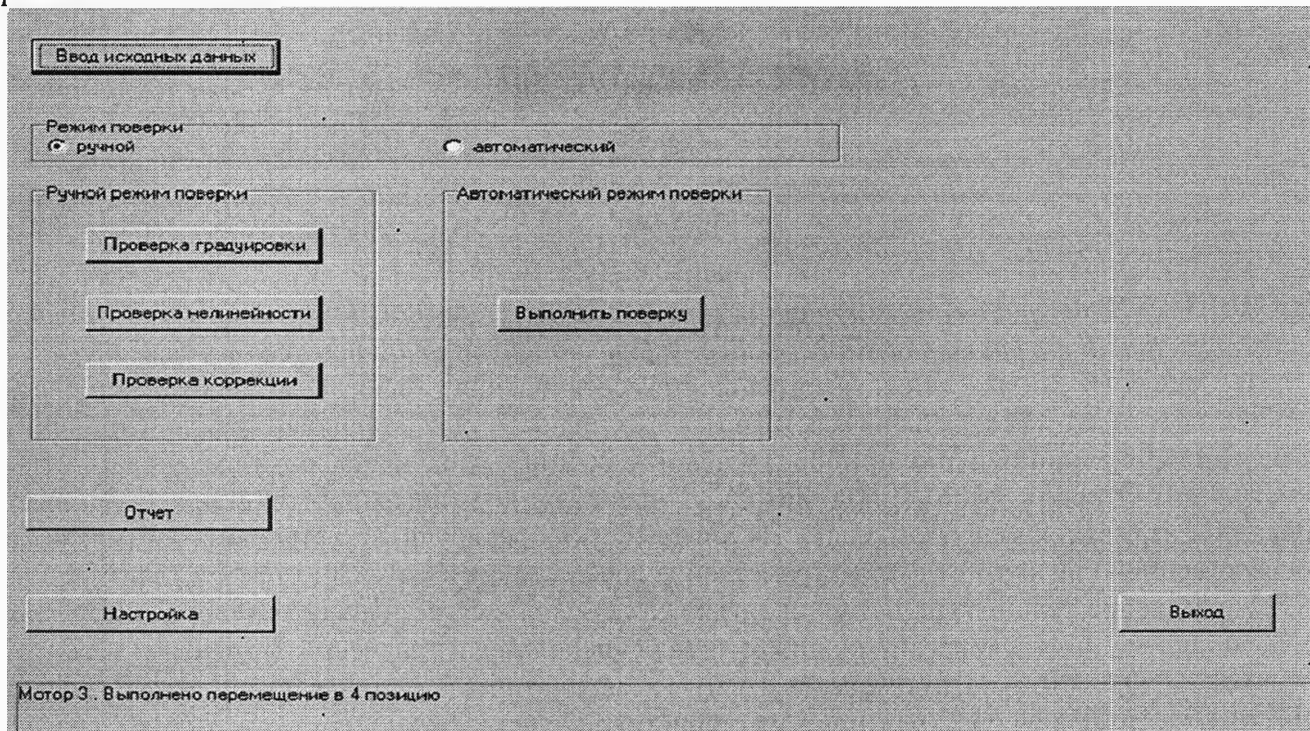 Ввод исходных данных
Режим поверки
ручной
автоматический
Ручной режим поверки
Автоматический режим поверки
Проверка градуировки
Проверка нелинейности
Выполнить поверку
Проверка коррекции
Отчет
Настройка
Выход
Мотор 3 . Выполнено перемещение в 4 позицию